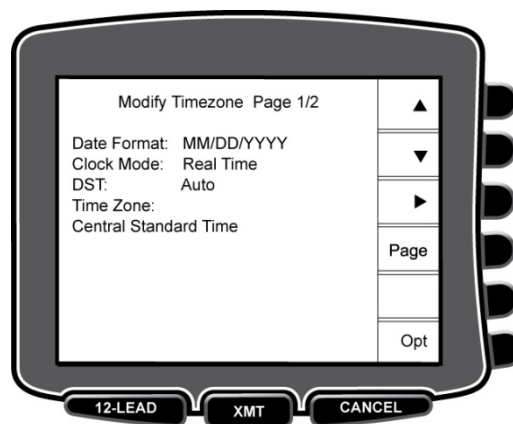 Modify Timezone Page 1/2
Date Format: MM/DD/YYYY
Clock Mode: Real Time
DST: Auto
Time Zone:
Central Standard Time
Page
Opt
12-LEAD
XMT
CANCEL